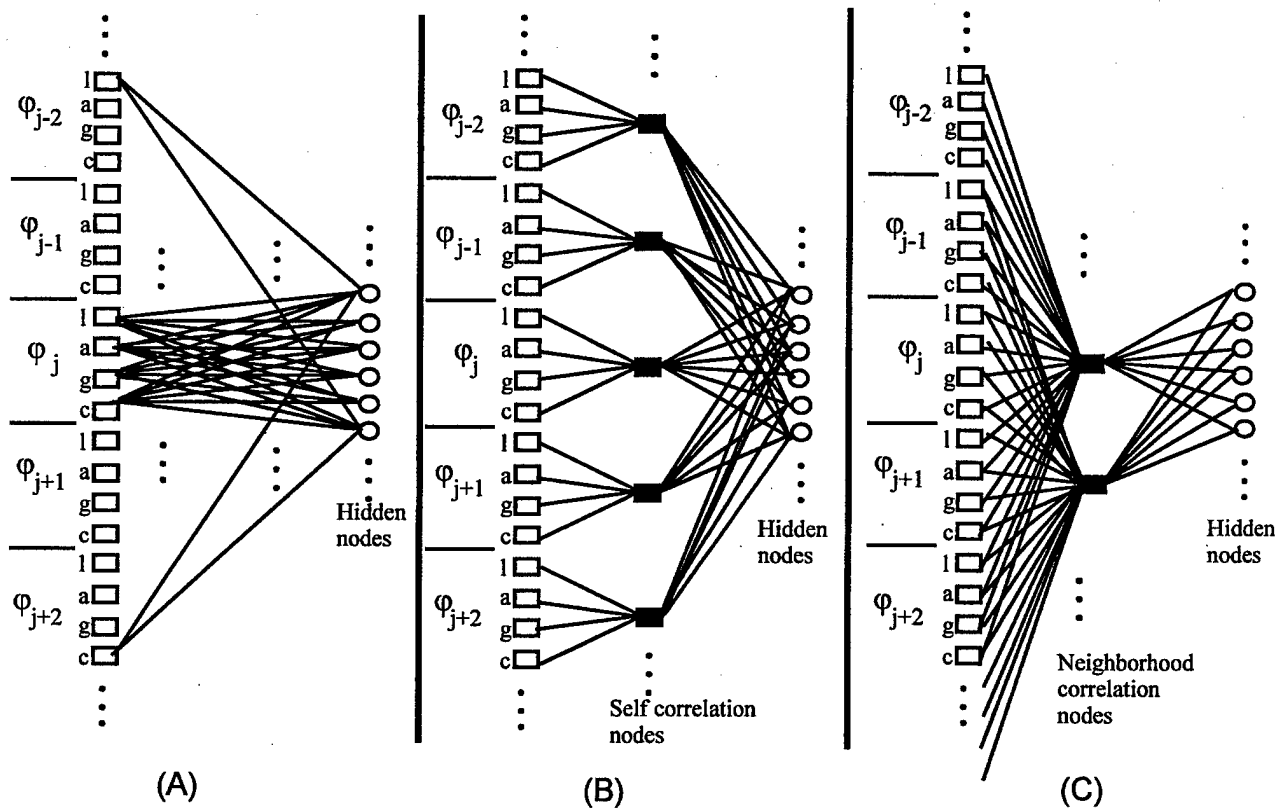 l
a
g
c
φj-2
l
a
g
c
φj-1
l
a
g
c
φj
l
a
g
c
φj+1
l
a
g
c
φj+2
Hidden
nodes
(A)
l
a
g
c
φj-2
l
a
g
c
φj-1
l
a
g
c
φj
l
a
g
c
φj+1
l
a
g
c
φj+2
Hidden
nodes
Self correlation
nodes
(B)
l
a
g
c
φj-2
l
a
g
c
φj-1
l
a
g
c
φj
l
a
g
c
φj+1
l
a
g
c
φj+2
Hidden
nodes
Neighborhood
correlation
nodes
(C)